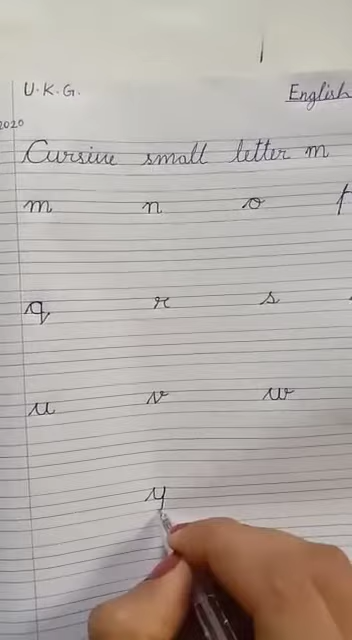 U.K.G.
English
2020
Cursive small letter m
m n o p
q r s
u v w
y